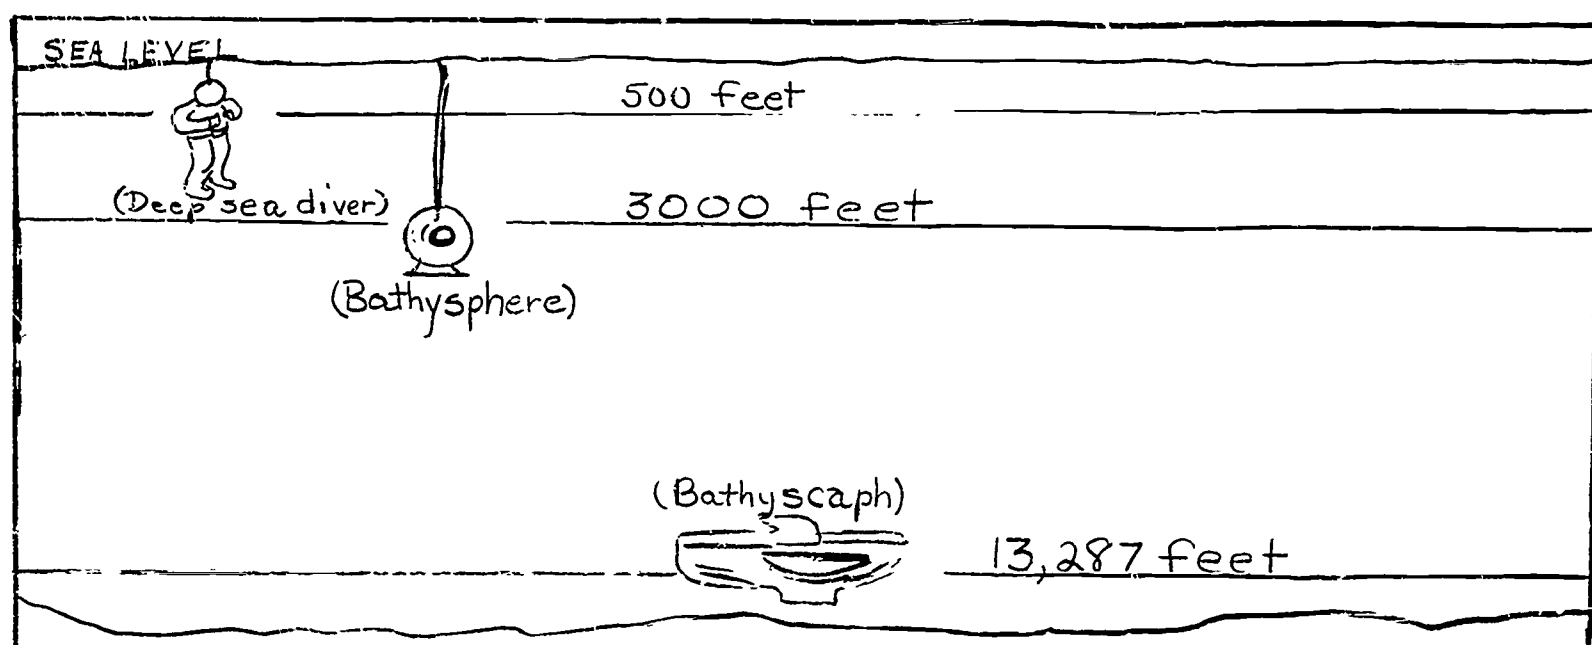 SEA LEVEL
500 feet
(Deep sea diver)
3000 feet
(Bathysphere)
(Bathyscaph)
13,287 feet